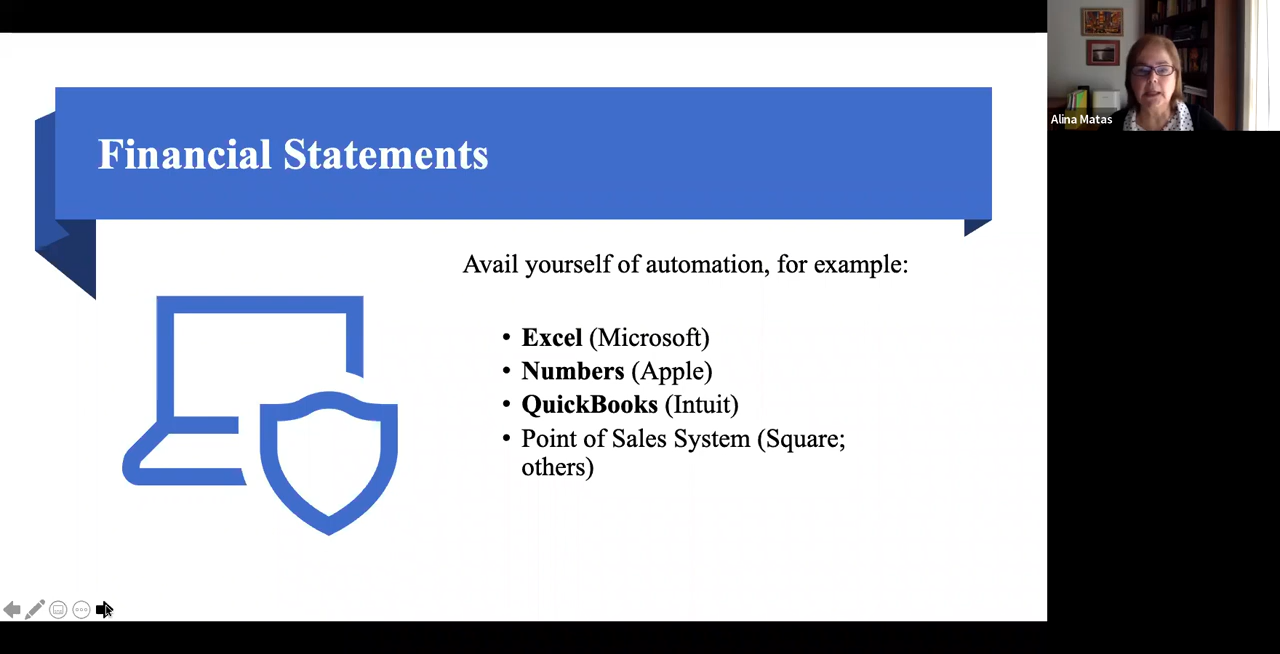 Financial Statements
Alina Matas
Avail yourself of automation, for example:
• Excel (Microsoft)
• Numbers (Apple)
• QuickBooks (Intuit)
• Point of Sales System (Square;
others)